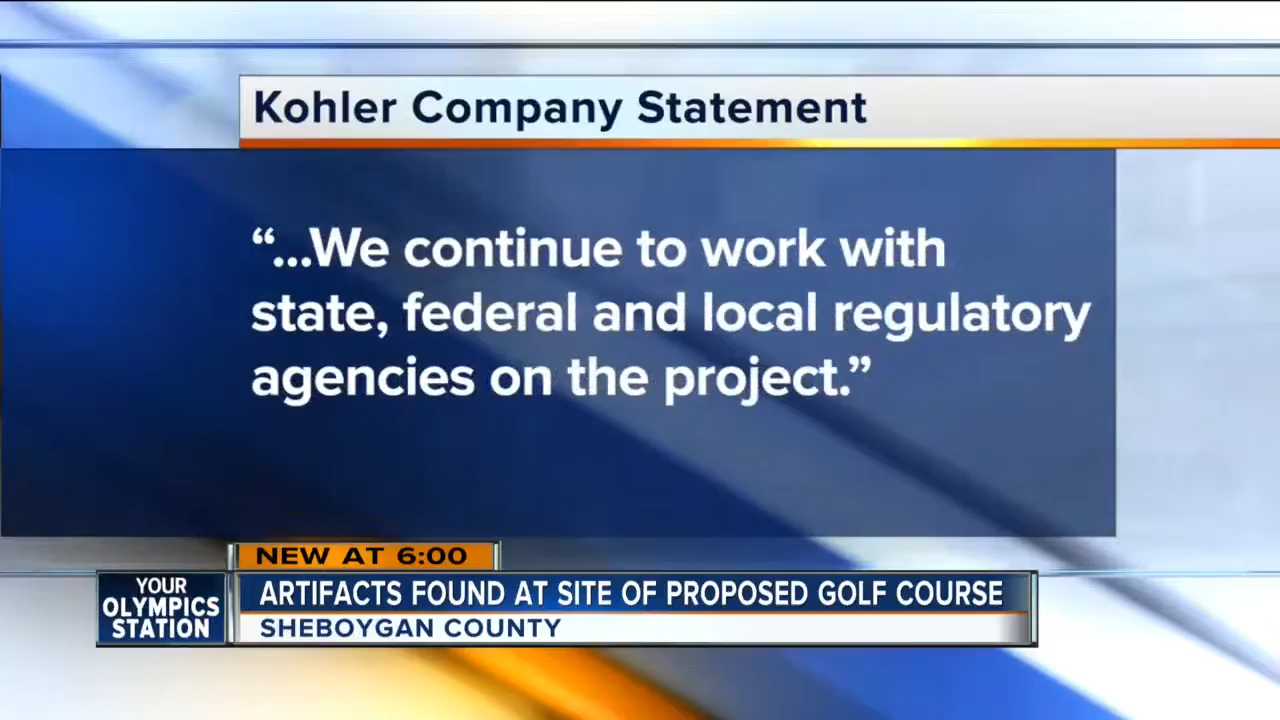 Kohler Company Statement
“...We continue to work with
state, federal and local regulatory
agencies on the project.”
NEW AT 6:00
YOUR
OLYMPICS
STATION
ARTIFACTS FOUND AT SITE OF PROPOSED GOLF COURSE
SHEBOYGAN COUNTY